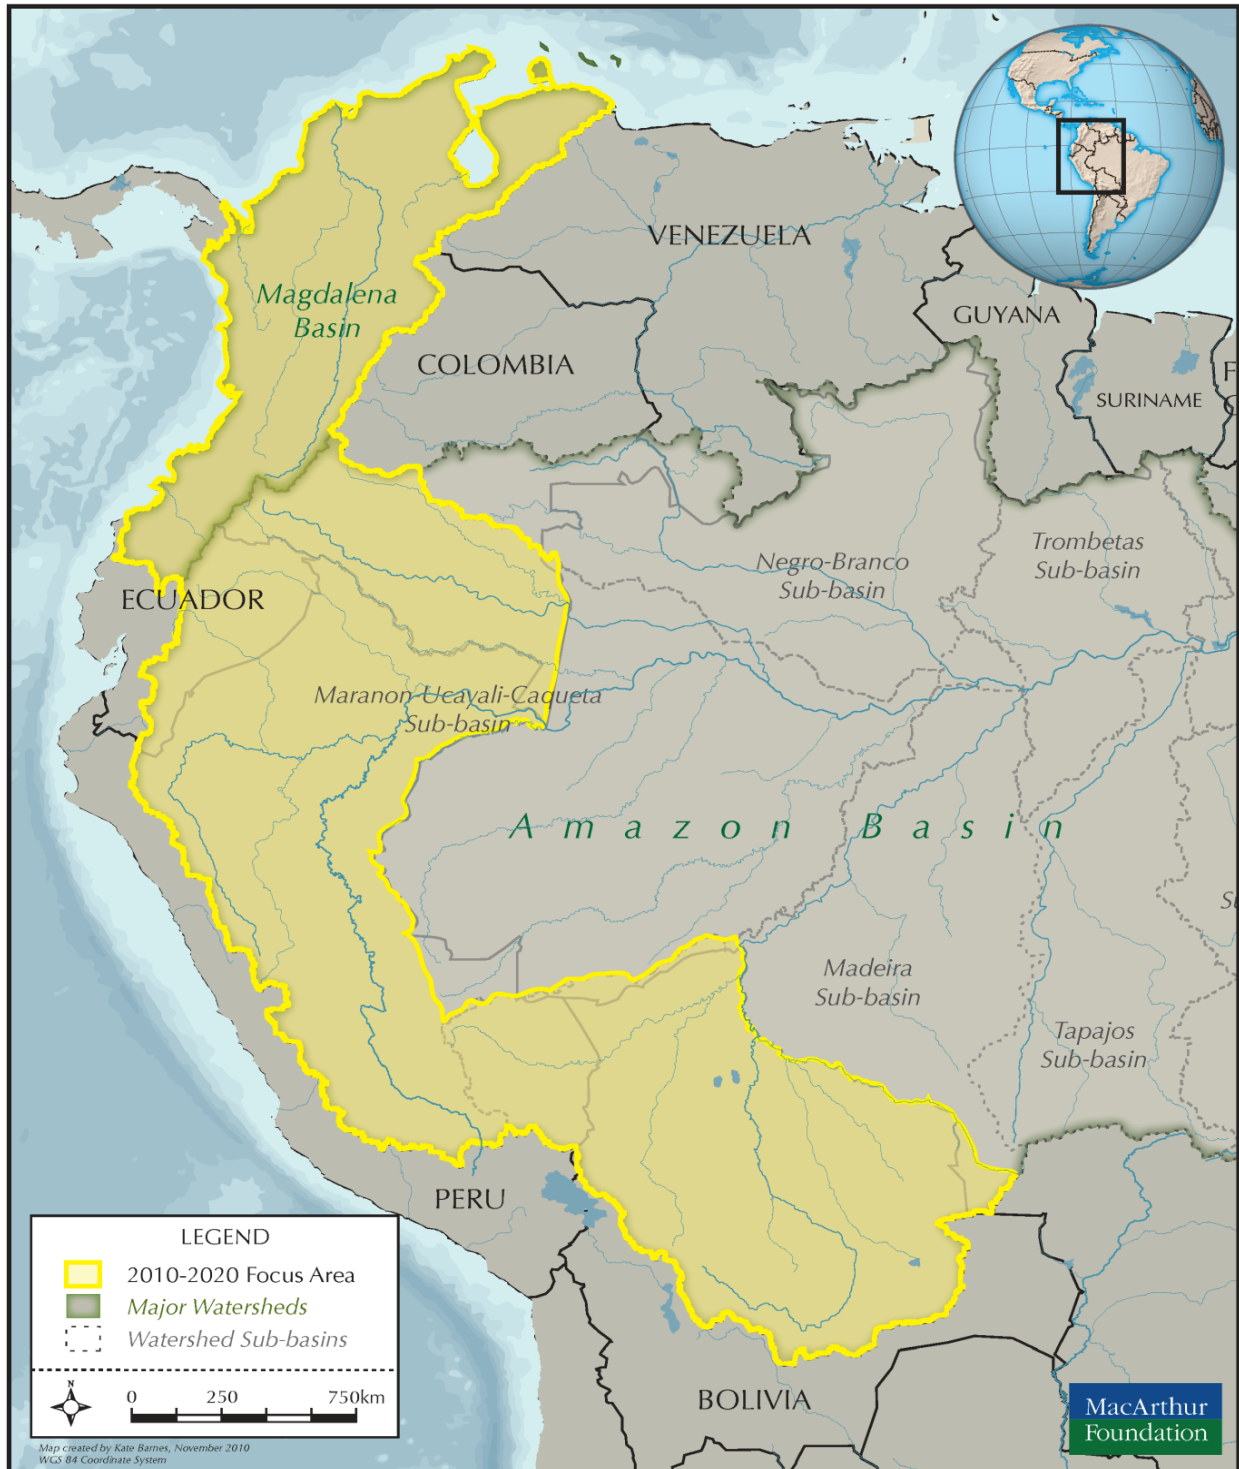 VENEZUELA
Magdalena
Basin
GUYANA
COLOMBIA
F
SURINAME
Trombetas
Sub-basin
Negro-Branco
Sub-basin
ECUADOR
Maranon-Ucayali-Caqueta
Sub-basin
Amazon Basin
Madeira
Sub-basin
Tapajos
Sub-basin
PERU
LEGEND
2010-2020 Focus Area
Major Watersheds
Watershed Sub-basins
N
0 250 750km
BOLIVIA
MacArthur
Foundation
Map created by Kate Barnes, November 2010
WGS 84 Coordinate System